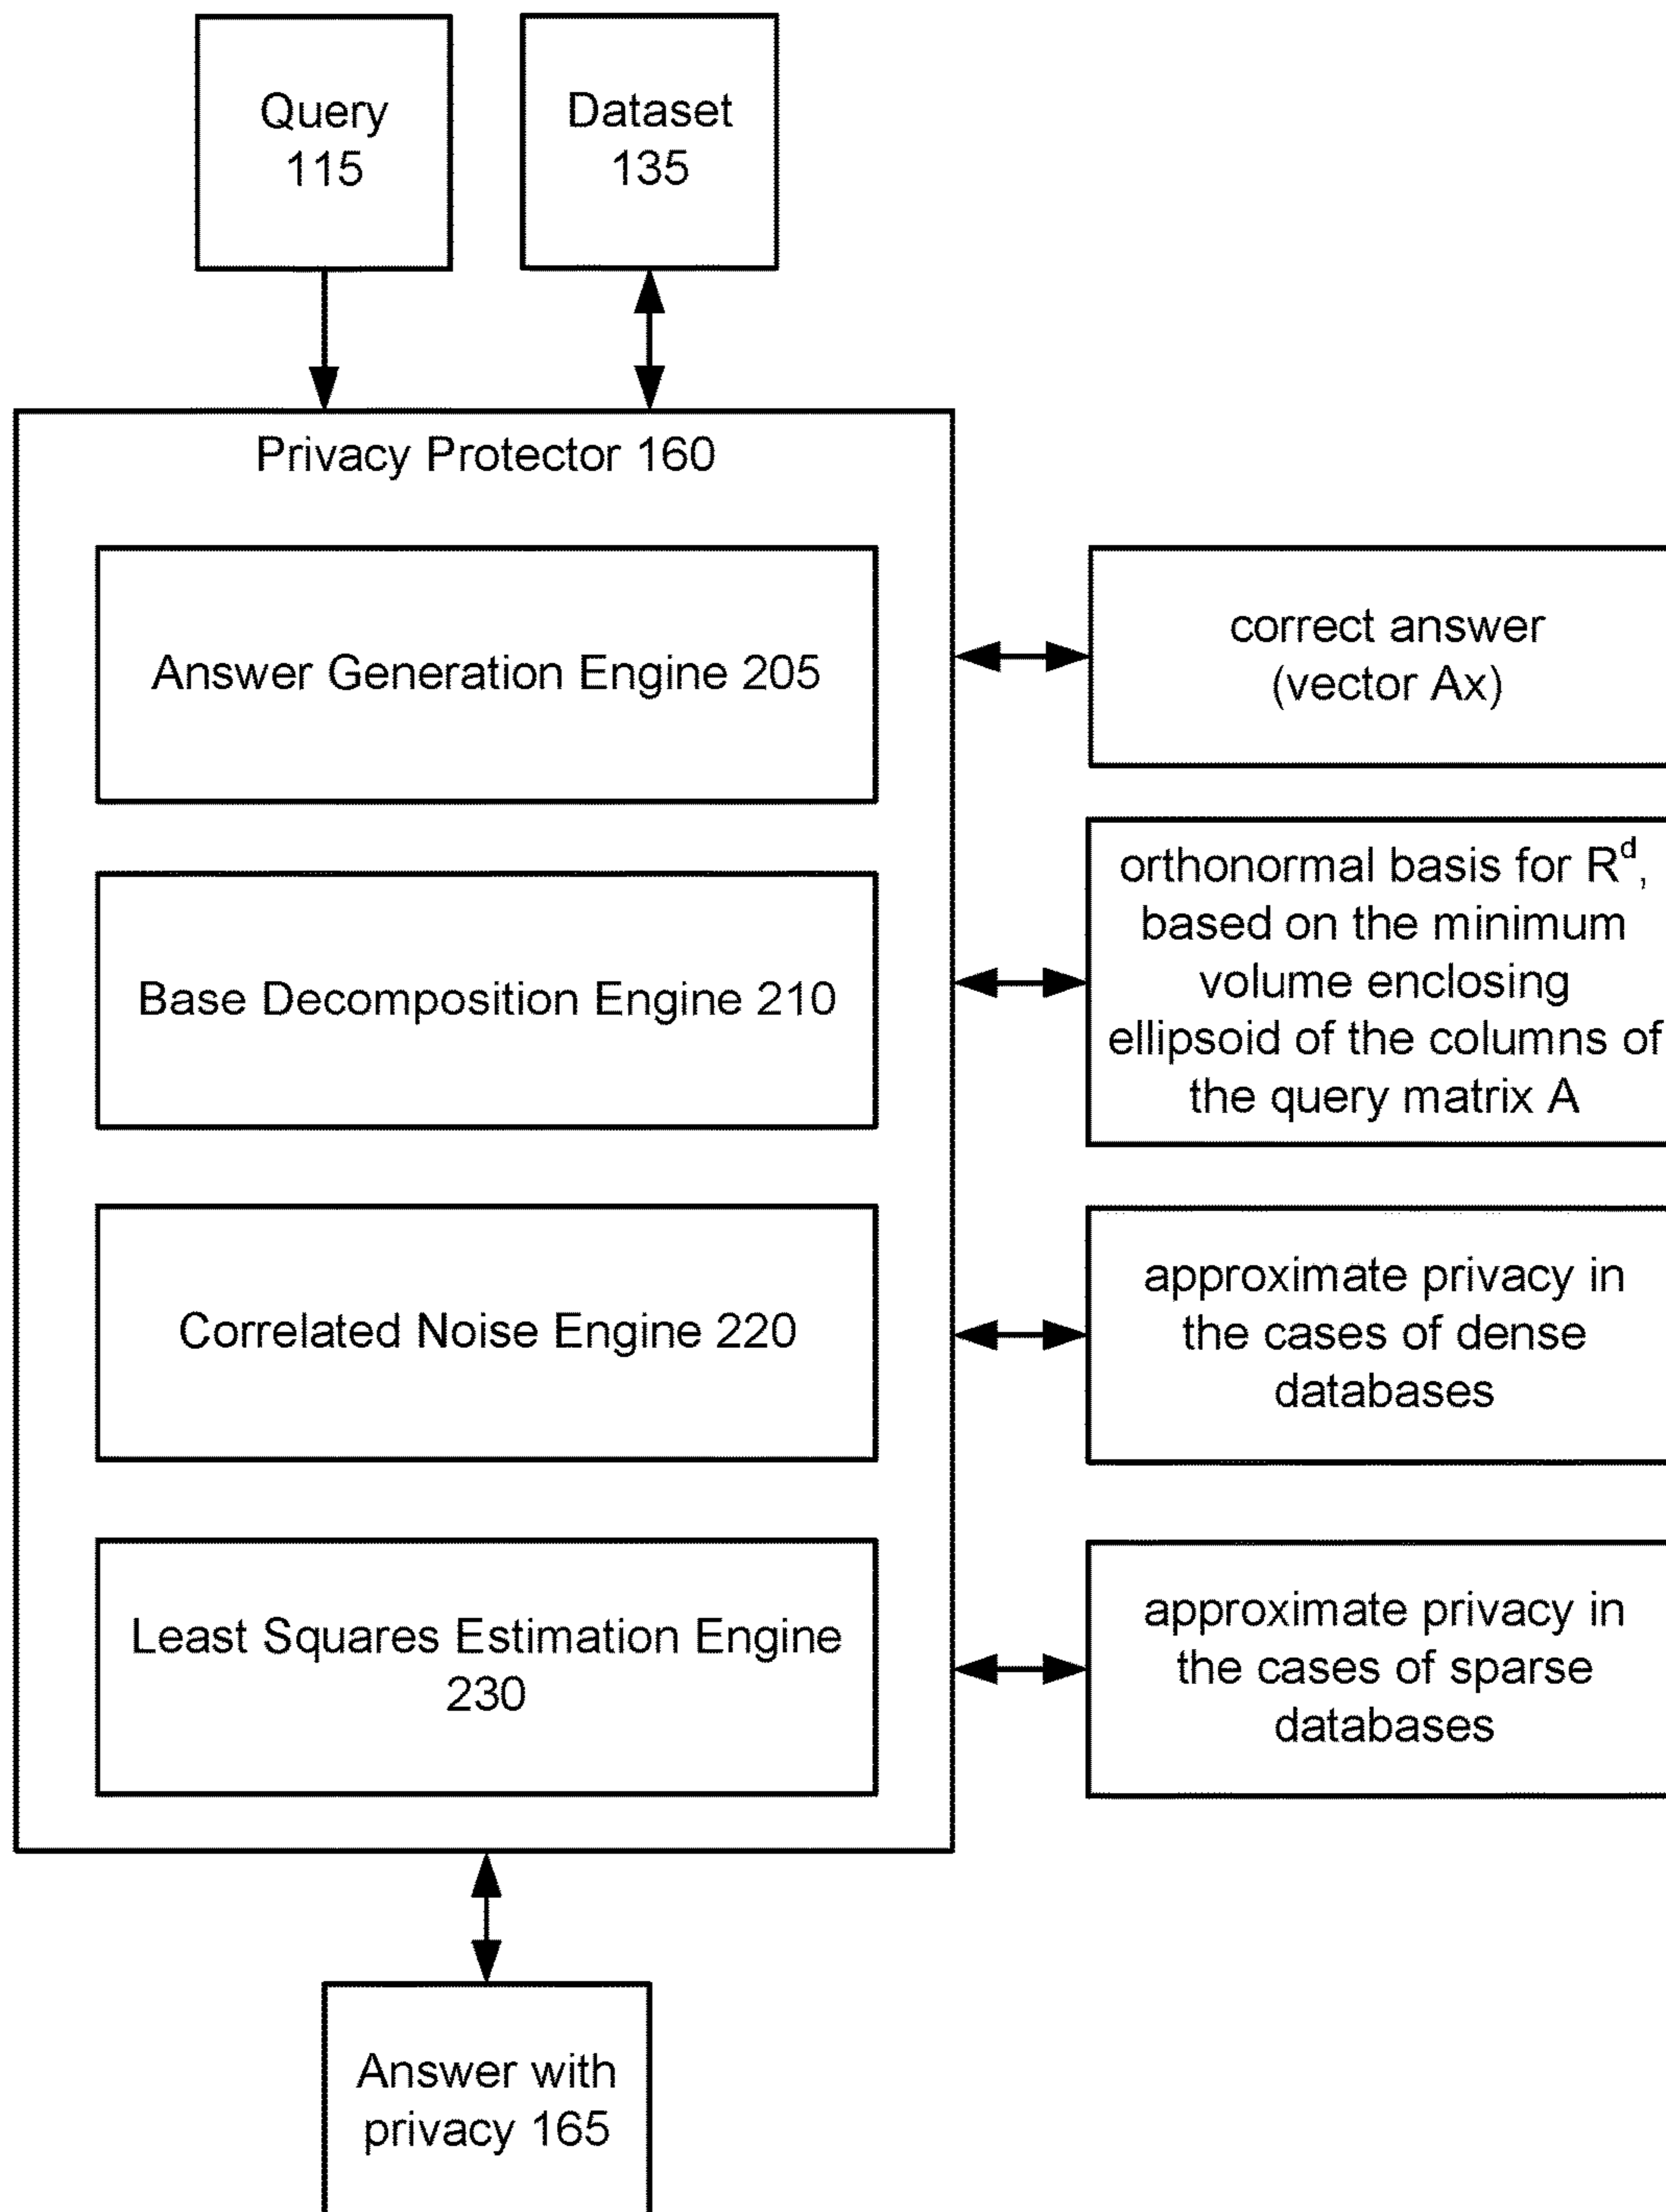 Query
115
Dataset
135
Privacy Protector 160
Answer Generation Engine 205
correct answer
(vector Ax)
Base Decomposition Engine 210
orthonormal basis for R^d,
based on the minimum
volume enclosing
ellipsoid of the columns of
the query matrix A
Correlated Noise Engine 220
approximate privacy in
the cases of dense
databases
Least Squares Estimation Engine
230
approximate privacy in
the cases of sparse
databases
Answer with
privacy 165